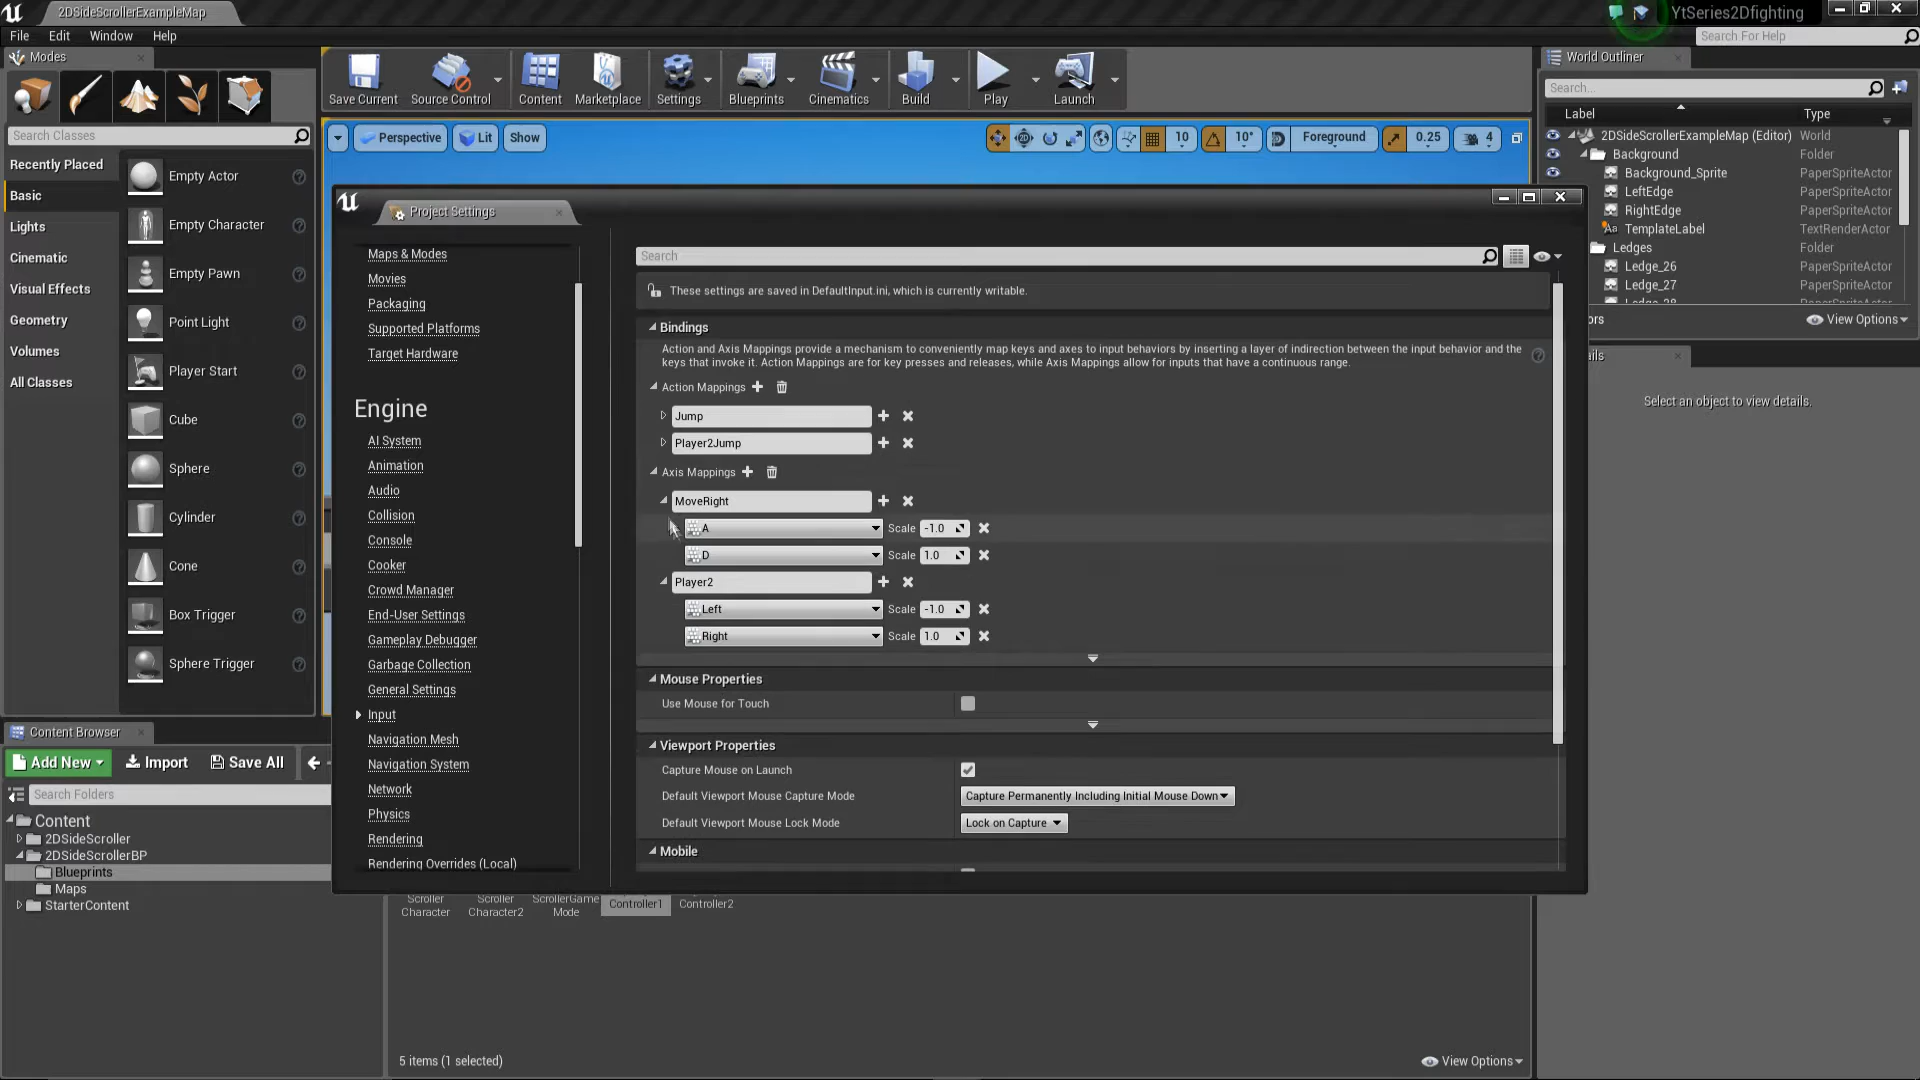 2DSideScrollerExampleMap
YtSeries2Dfighting
File Edit Window Help
Search For Help
Modes
Save Current
Source Control
Content
Marketplace
Settings
Blueprints
Cinematics
Build
Play
Launch
World Outliner
Search...
Label Type
Search Classes
Perspective Lit Show
10 10° Foreground 0.25 4
2DSideScrollerExampleMap (Editor) World
Background Folder
Background_Sprite PaperSpriteActor
LeftEdge PaperSpriteActor
RightEdge PaperSpriteActor
TemplateLabel TextRenderActor
Ledges Folder
Ledge_26 PaperSpriteActor
Ledge_27 PaperSpriteActor
Ledge_28 PaperSpriteActor
ors View Options
ails
Select an object to view details.
Recently Placed
Basic
Lights
Cinematic
Visual Effects
Geometry
Volumes
All Classes
Empty Actor
Empty Character
Empty Pawn
Point Light
Player Start
Cube
Sphere
Cylinder
Cone
Box Trigger
Sphere Trigger
Project Settings
Maps & Modes
Movies
Packaging
Supported Platforms
Target Hardware
Engine
AI System
Animation
Audio
Collision
Console
Cooker
Crowd Manager
End-User Settings
Gameplay Debugger
Garbage Collection
General Settings
Input
Navigation Mesh
Navigation System
Network
Physics
Rendering
Rendering Overrides (Local)
Search
These settings are saved in DefaultInput.ini, which is currently writable.
Bindings
Action and Axis Mappings provide a mechanism to conveniently map keys and axes to input behaviors by inserting a layer of indirection between the input behavior and the
keys that invoke it. Action Mappings are for key presses and releases, while Axis Mappings allow for inputs that have a continuous range.
Action Mappings
Jump
Player2Jump
Axis Mappings
MoveRight
A Scale -1.0
D Scale 1.0
Player2
Left Scale -1.0
Right Scale 1.0
Mouse Properties
Use Mouse for Touch
Viewport Properties
Capture Mouse on Launch
Default Viewport Mouse Capture Mode Capture Permanently Including Initial Mouse Down
Default Viewport Mouse Lock Mode Lock on Capture
Mobile
Content Browser
Add New Import Save All
Search Folders
Content
2DSideScroller
2DSideScrollerBP
Blueprints
Maps
StarterContent
Scroller Scroller ScrollerGame Controller1 Controller2
Character Character2 Mode
5 items (1 selected) View Options